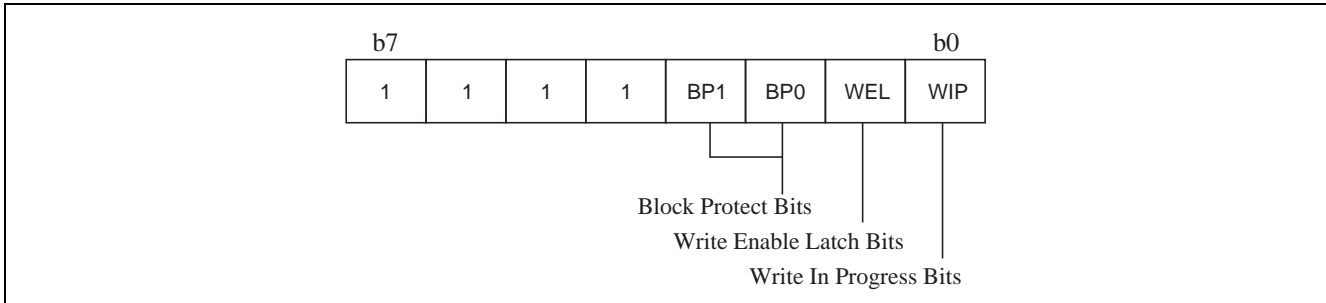 b7 b0
1 1 1 1 BP1 BP0 WEL WIP
Block Protect Bits
Write Enable Latch Bits
Write In Progress Bits